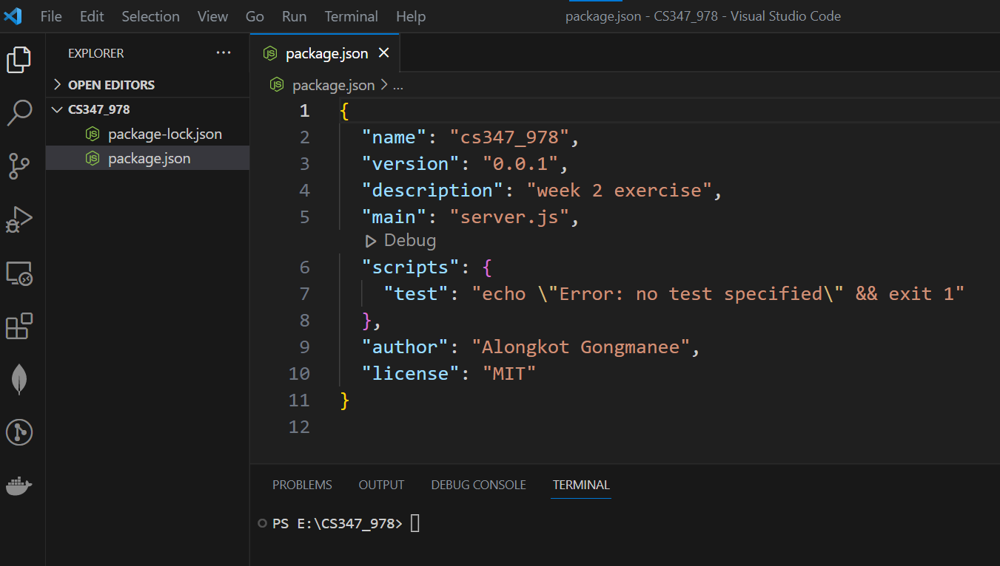 File Edit Selection View Go Run Terminal Help package.json - CS347_978 - Visual Studio Code
EXPLORER ...
OPEN EDITORS
CS347_978
package-lock.json
package.json
package.json
package.json > ...
1 {
2 "name": "cs347_978",
3 "version": "0.0.1",
4 "description": "week 2 exercise",
5 "main": "server.js",
Debug
6 "scripts": {
7 "test": "echo \"Error: no test specified\" && exit 1"
8 },
9 "author": "Alongkot Gongmanee",
10 "license": "MIT"
11 }
12
PROBLEMS OUTPUT DEBUG CONSOLE TERMINAL
PS E:\CS347_978>